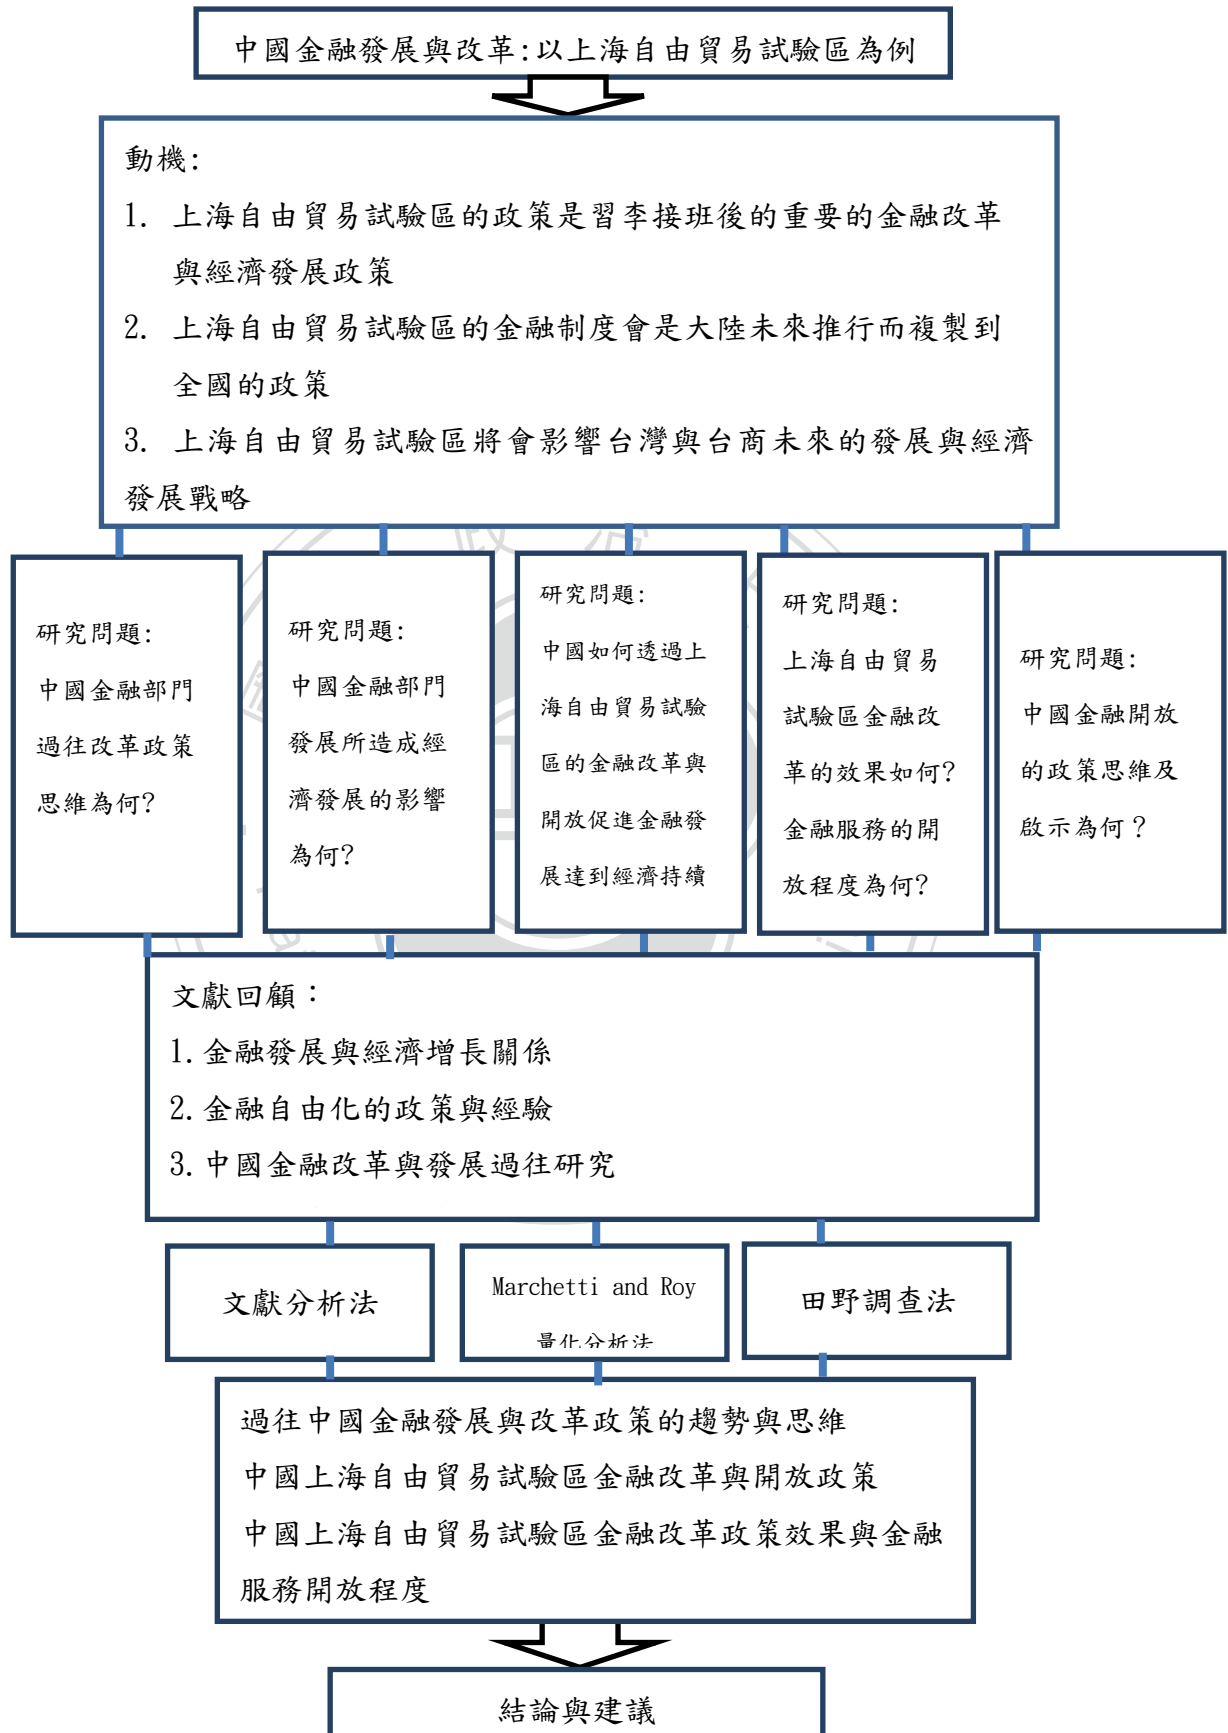 中國金融發展與改革:以上海自由貿易試驗區為例
動機:
1. 上海自由貿易試驗區的政策是習李接班後的重要的金融改革
與經濟發展政策
2. 上海自由貿易試驗區的金融制度會是大陸未來推行而複製到
全國的政策
3. 上海自由貿易試驗區將會影響台灣與台商未來的發展與經濟
發展戰略
研究問題:
中國金融部門
過往改革政策
思維為何?
研究問題:
中國金融部門
發展所造成經
濟發展的影響
為何?
研究問題:
中國如何透過上
海自由貿易試驗
區的金融改革與
開放促進金融發
展達到經濟持續
研究問題:
上海自由貿易
試驗區金融改
革的效果如何?
金融服務的開
放程度為何?
研究問題:
中國金融開放
的政策思維及
啟示為何？
文獻回顧：
1.金融發展與經濟增長關係
2.金融自由化的政策與經驗
3.中國金融改革與發展過往研究
文獻分析法
Marchetti and Roy
量化分析法
田野調查法
過往中國金融發展與改革政策的趨勢與思維
中國上海自由貿易試驗區金融改革與開放政策
中國上海自由貿易試驗區金融改革政策效果與金融
服務開放程度
結論與建議